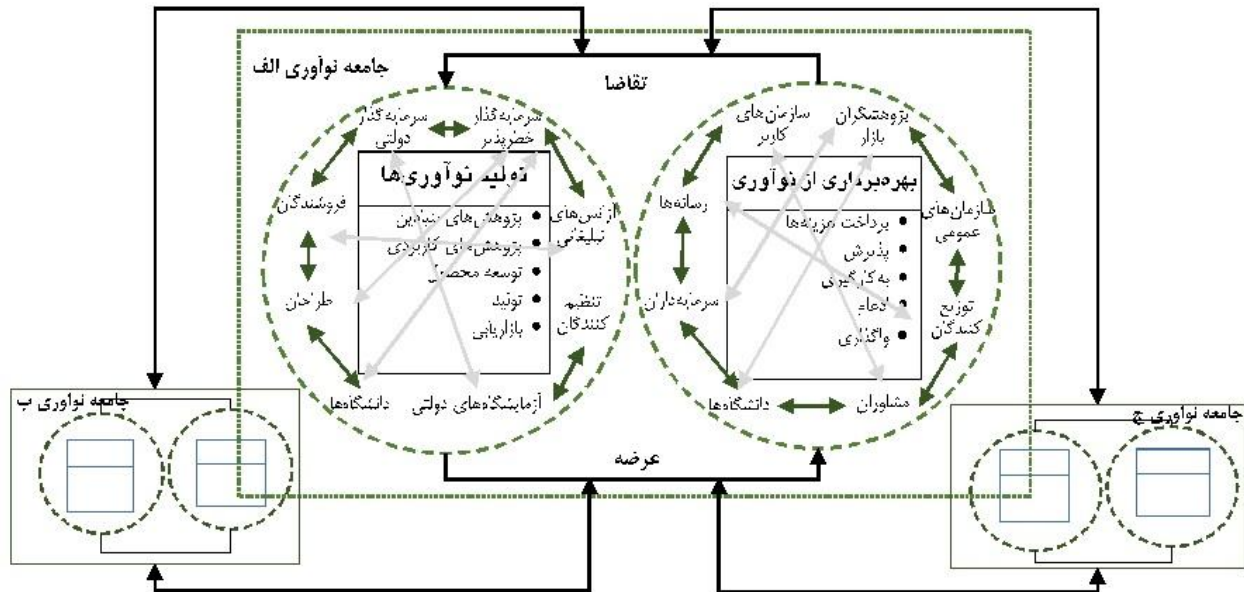 جامعه نوآوری الف
تقاضا
پژوهشگران
بازار
سازمان‌های
کاربر
سازمان‌های
عمومی
رسانه‌ها
بهره‌برداری از نوآوری
پرداخت هزینه‌ها
پذیرش
به‌کارگیری
ادغام
واگذاری
سرمایه‌داران
توزیع
کنندگان
دانشگاه‌ها
مشاوران
سرمایه‌گذار
خطرپذیر
سرمایه‌گذار
دولتی
تولید نوآوری‌ها
پژوهش‌های بنیادین
پژوهش‌های کاربردی
توسعه محصول
تولید
بازاریابی
آژانس‌های
تبلیغاتی
فروشندگان
تنظیم
کنندگان
طراحان
آزمایشگاه‌های دولتی
دانشگاه‌ها
عرضه
جامعه نوآوری ج
جامعه نوآوری ب